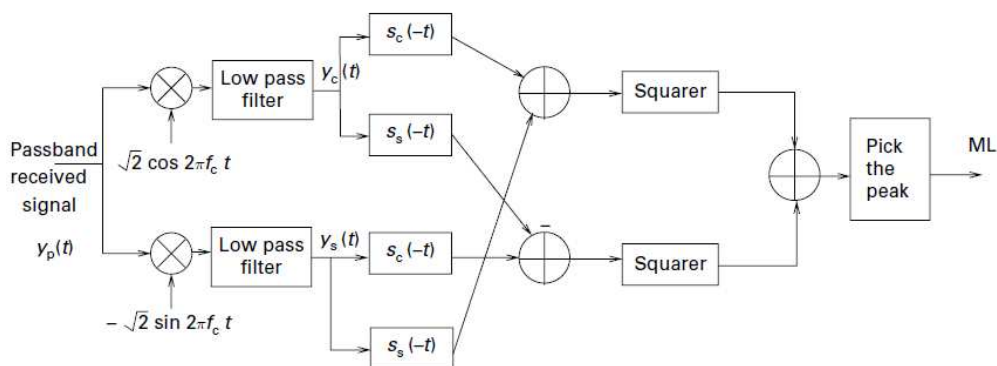 s_c(−t)
Low pass
filter
y_c(t)
Squarer
s_s(−t)
Passband
received
signal
√2 cos 2πf_c t
Pick
the
peak
ML
y_p(t)
Low pass
filter
y_s(t)
s_c(−t)
−
Squarer
− √2 sin 2πf_c t
s_s(−t)